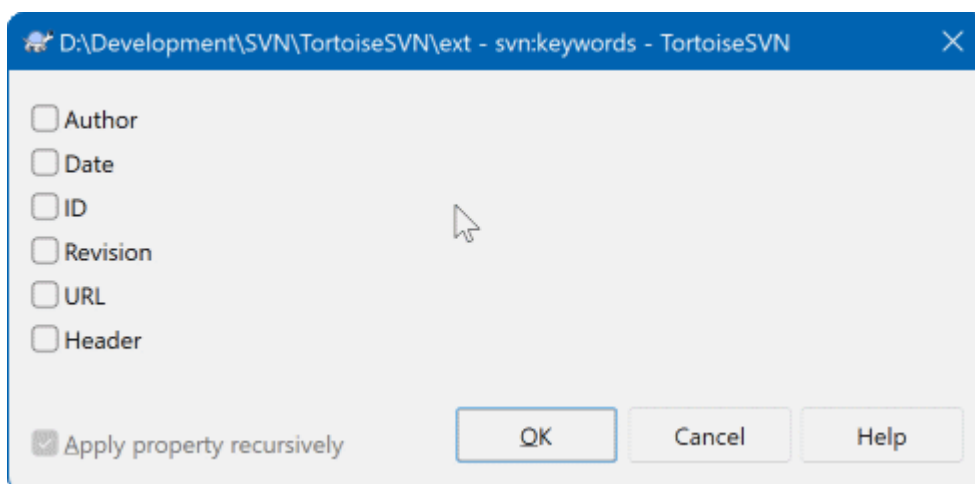 D:\Development\SVN\TortoiseSVN\ext - svn:keywords - TortoiseSVN
Author
Date
ID
Revision
URL
Header
Apply property recursively
OK
Cancel
Help